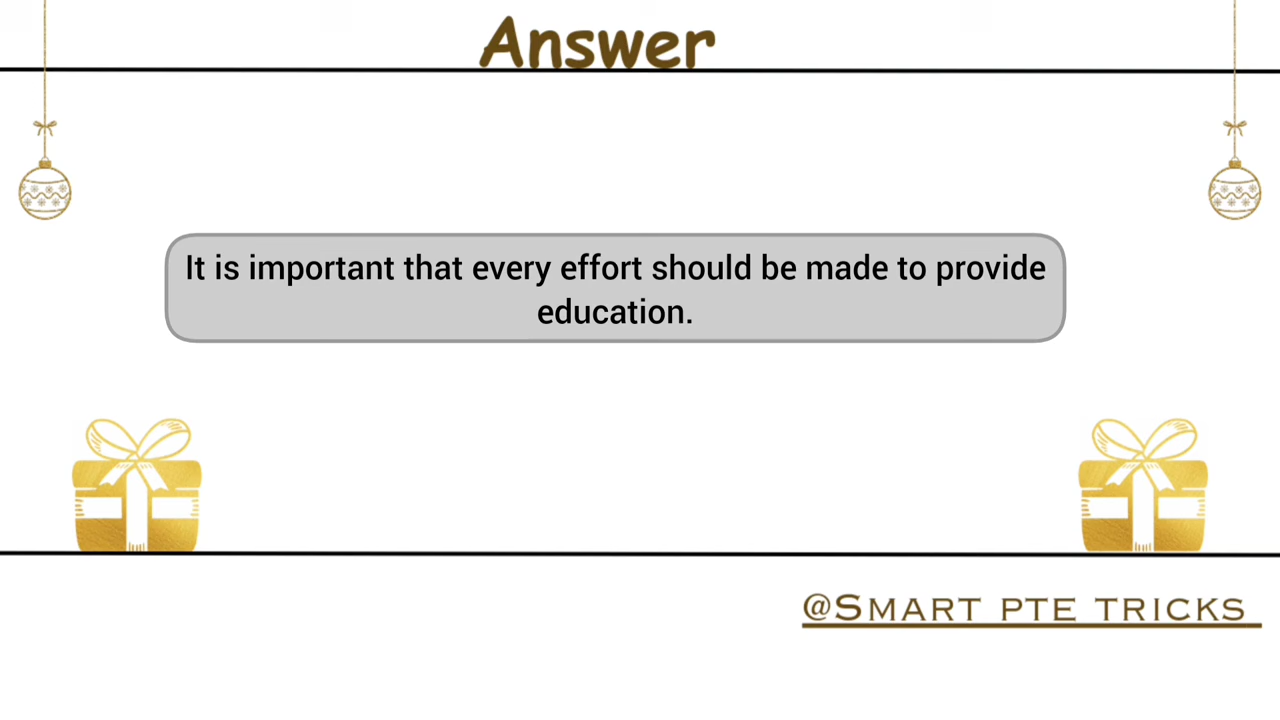 Answer
It is important that every effort should be made to provide
education.
@SMART PTE TRICKS